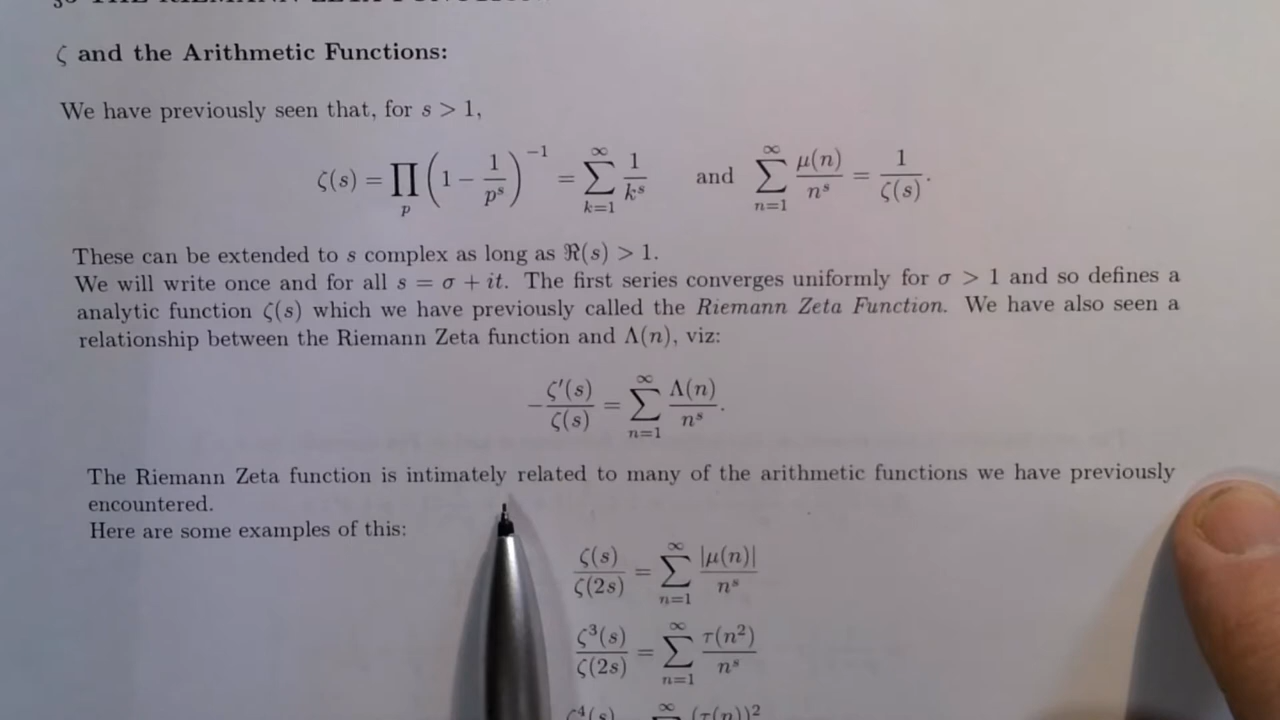 ζ and the Arithmetic Functions:
We have previously seen that, for s > 1,
ζ(s) = ∏_p (1 − 1/p^s)^{−1} = ∑_{k=1}^∞ 1/k^s and ∑_{n=1}^∞ μ(n)/n^s = 1/ζ(s).
These can be extended to s complex as long as ℜ(s) > 1.
We will write once and for all s = σ + it. The first series converges uniformly for σ > 1 and so defines a
analytic function ζ(s) which we have previously called the Riemann Zeta Function. We have also seen a
relationship between the Riemann Zeta function and Λ(n), viz:
−ζ′(s)/ζ(s) = ∑_{n=1}^∞ Λ(n)/n^s.
The Riemann Zeta function is intimately related to many of the arithmetic functions we have previously
encountered.
Here are some examples of this:
ζ(s)/ζ(2s) = ∑_{n=1}^∞ |μ(n)|/n^s
ζ^3(s)/ζ(2s) = ∑_{n=1}^∞ τ(n^2)/n^s